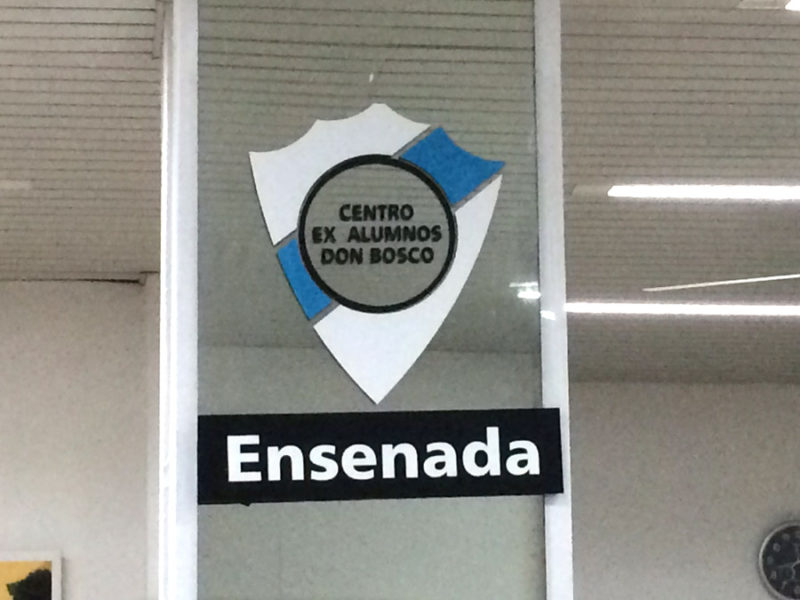 CENTRO
EX ALUMNOS
DON BOSCO
Ensenada